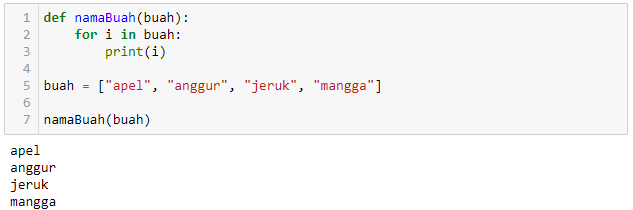 1 def namaBuah(buah):
2     for i in buah:
3         print(i)
4
5 buah = ["apel", "anggur", "jeruk", "mangga"]
6
7 namaBuah(buah)
apel
anggur
jeruk
mangga